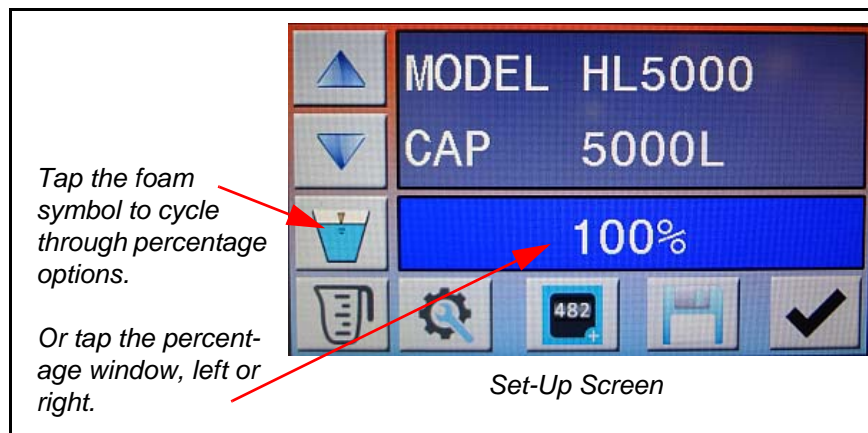 MODEL HL5000
CAP 5000L
100%
482
Tap the foam
symbol to cycle
through percentage
options.
Or tap the percent-
age window, left or
right.
Set-Up Screen